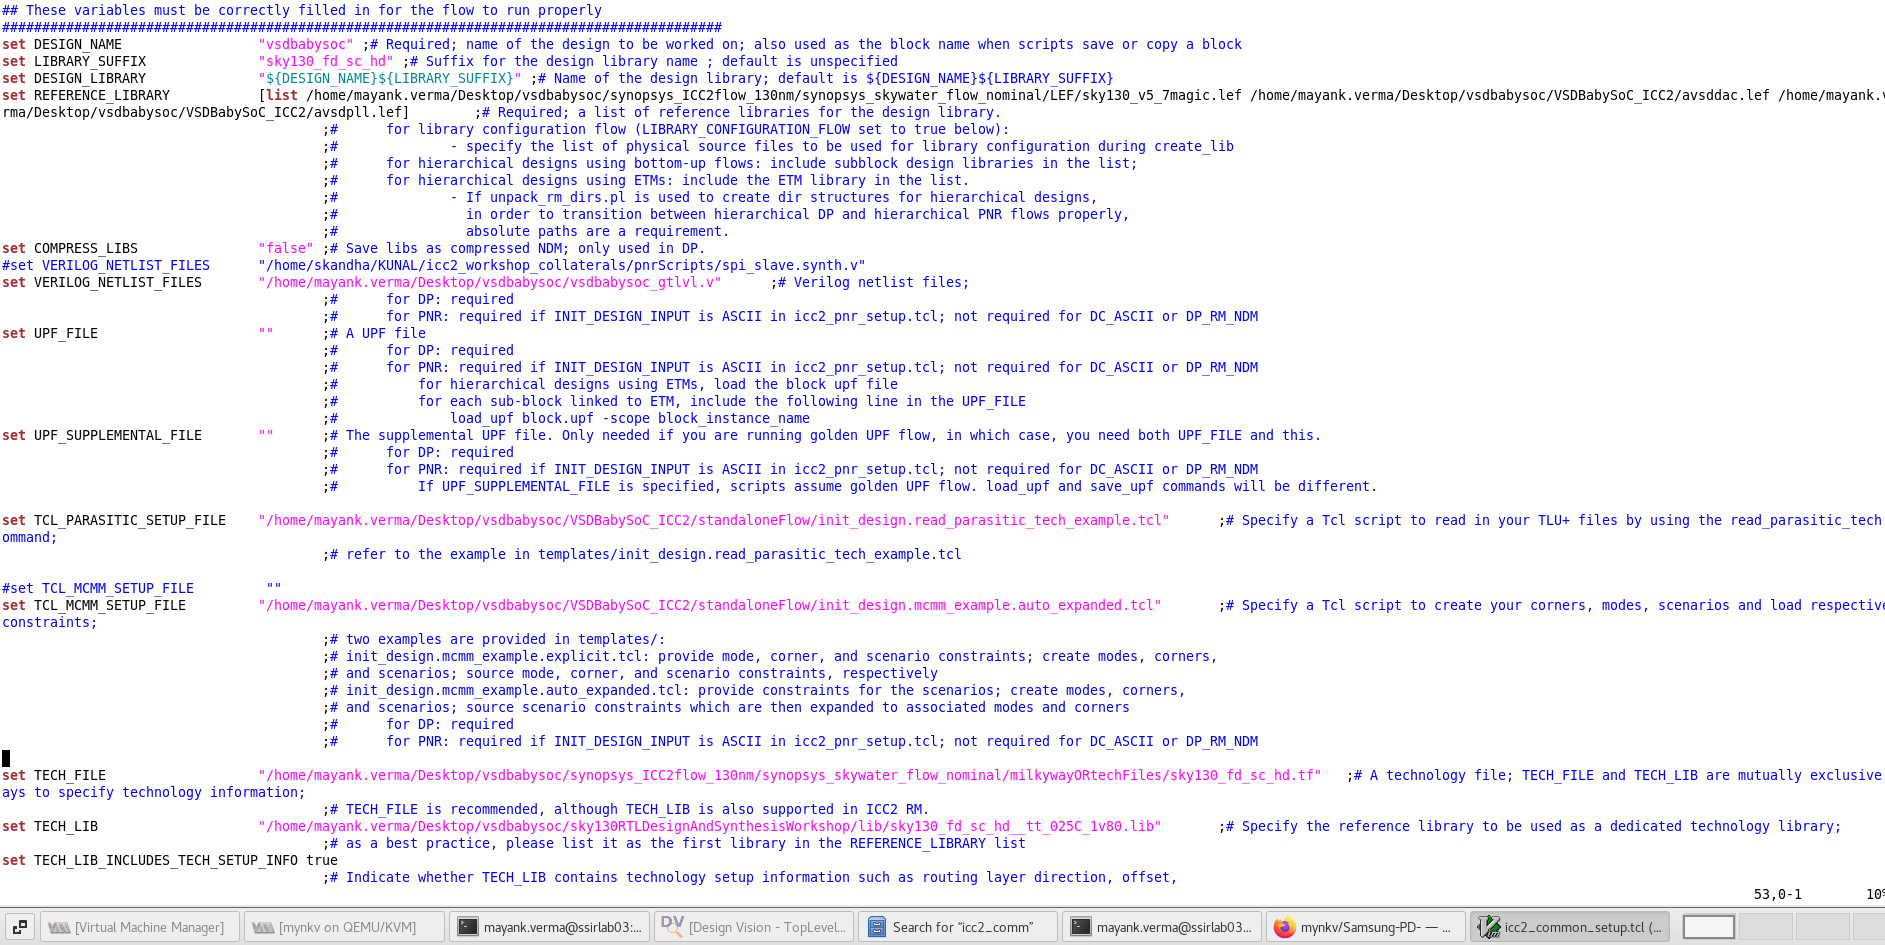 ## These variables must be correctly filled in for the flow to run properly
##########################################################################################
set DESIGN_NAME                 "vsdbabysoc" ;# Required; name of the design to be worked on; also used as the block name when scripts save or copy a block
set LIBRARY_SUFFIX              "sky130_fd_sc_hd" ;# Suffix for the design library name ; default is unspecified
set DESIGN_LIBRARY              "${DESIGN_NAME}${LIBRARY_SUFFIX}" ;# Name of the design library; default is ${DESIGN_NAME}${LIBRARY_SUFFIX}
set REFERENCE_LIBRARY           [list /home/mayank.verma/Desktop/vsdbabysoc/synopsys_ICC2flow_130nm/synopsys_skywater_flow_nominal/LEF/sky130_v5_7magic.lef /home/mayank.verma/Desktop/vsdbabysoc/VSDBabySoC_ICC2/avsddac.lef /home/mayank.v
rma/Desktop/vsdbabysoc/VSDBabySoC_ICC2/avsdpll.lef]        ;# Required; a list of reference libraries for the design library.
;#      for library configuration flow (LIBRARY_CONFIGURATION_FLOW set to true below):
;#              - specify the list of physical source files to be used for library configuration during create_lib
;#      for hierarchical designs using bottom-up flows: include subblock design libraries in the list;
;#      for hierarchical designs using ETMs: include the ETM library in the list.
;#              - If unpack_rm_dirs.pl is used to create dir structures for hierarchical designs,
;#                in order to transition between hierarchical DP and hierarchical PNR flows properly,
;#                absolute paths are a requirement.
set COMPRESS_LIBS               "false" ;# Save libs as compressed NDM; only used in DP.
#set VERILOG_NETLIST_FILES      "/home/skandha/KUNAL/icc2_workshop_collaterals/pnrScripts/spi_slave.synth.v"
set VERILOG_NETLIST_FILES       "/home/mayank.verma/Desktop/vsdbabysoc/vsdbabysoc_gtlvl.v"      ;# Verilog netlist files;
;#      for DP: required
;#      for PNR: required if INIT_DESIGN_INPUT is ASCII in icc2_pnr_setup.tcl; not required for DC_ASCII or DP_RM_NDM
set UPF_FILE                    ""      ;# A UPF file
;#      for DP: required
;#      for PNR: required if INIT_DESIGN_INPUT is ASCII in icc2_pnr_setup.tcl; not required for DC_ASCII or DP_RM_NDM
;#          for hierarchical designs using ETMs, load the block upf file
;#          for each sub-block linked to ETM, include the following line in the UPF_FILE
;#              load_upf block.upf -scope block_instance_name
set UPF_SUPPLEMENTAL_FILE       ""      ;# The supplemental UPF file. Only needed if you are running golden UPF flow, in which case, you need both UPF_FILE and this.
;#      for DP: required
;#      for PNR: required if INIT_DESIGN_INPUT is ASCII in icc2_pnr_setup.tcl; not required for DC_ASCII or DP_RM_NDM
;#          If UPF_SUPPLEMENTAL_FILE is specified, scripts assume golden UPF flow. load_upf and save_upf commands will be different.
set TCL_PARASITIC_SETUP_FILE    "/home/mayank.verma/Desktop/vsdbabysoc/VSDBabySoC_ICC2/standaloneFlow/init_design.read_parasitic_tech_example.tcl"      ;# Specify a Tcl script to read in your TLU+ files by using the read_parasitic_tech
ommand;
;# refer to the example in templates/init_design.read_parasitic_tech_example.tcl
#set TCL_MCMM_SETUP_FILE         ""
set TCL_MCMM_SETUP_FILE         "/home/mayank.verma/Desktop/vsdbabysoc/VSDBabySoC_ICC2/standaloneFlow/init_design.mcmm_example.auto_expanded.tcl"       ;# Specify a Tcl script to create your corners, modes, scenarios and load respective
constraints;
;# two examples are provided in templates/:
;# init_design.mcmm_example.explicit.tcl: provide mode, corner, and scenario constraints; create modes, corners,
;# and scenarios; source mode, corner, and scenario constraints, respectively
;# init_design.mcmm_example.auto_expanded.tcl: provide constraints for the scenarios; create modes, corners,
;# and scenarios; source scenario constraints which are then expanded to associated modes and corners
;#      for DP: required
;#      for PNR: required if INIT_DESIGN_INPUT is ASCII in icc2_pnr_setup.tcl; not required for DC_ASCII or DP_RM_NDM
set TECH_FILE                   "/home/mayank.verma/Desktop/vsdbabysoc/synopsys_ICC2flow_130nm/synopsys_skywater_flow_nominal/milkywayORtechFiles/sky130_fd_sc_hd.tf"   ;# A technology file; TECH_FILE and TECH_LIB are mutually exclusive
ays to specify technology information;
;# TECH_FILE is recommended, although TECH_LIB is also supported in ICC2 RM.
set TECH_LIB                    "/home/mayank.verma/Desktop/vsdbabysoc/sky130RTLDesignAndSynthesisWorkshop/lib/sky130_fd_sc_hd__tt_025C_1v80.lib"       ;# Specify the reference library to be used as a dedicated technology library;
;# as a best practice, please list it as the first library in the REFERENCE_LIBRARY list
set TECH_LIB_INCLUDES_TECH_SETUP_INFO true
;# Indicate whether TECH_LIB contains technology setup information such as routing layer direction, offset,
53,0-1        10%
[Virtual Machine Manager]
[mynkv on QEMU/KVM]
mayank.verma@ssirlab03:...
[Design Vision - TopLevel...
Search for “icc2_comm”
mayank.verma@ssirlab03...
mynkv/Samsung-PD- — ...
icc2_common_setup.tcl (...